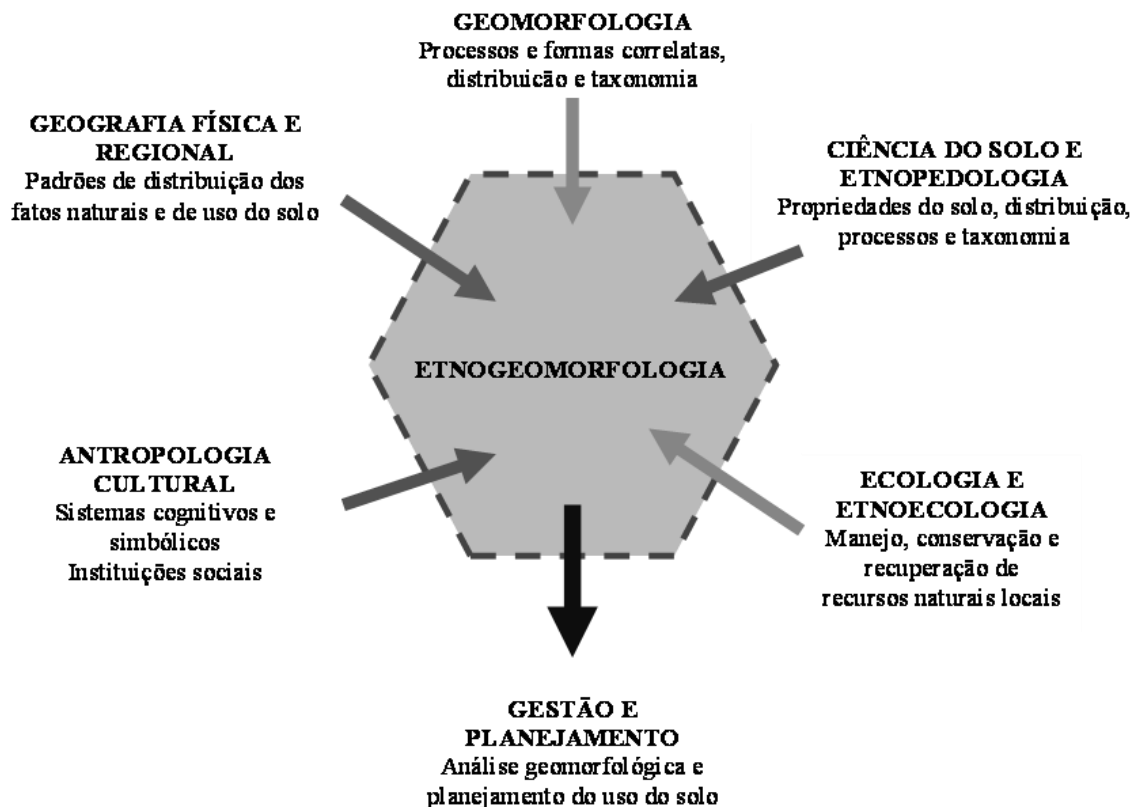 GEOMORFOLOGIA
Processos e formas correlatas,
distribuicão e taxonomia
GEOGRAFIA FÍSICA E
REGIONAL
Padrões de distribuição dos
fatos naturais e de uso do solo
CIÊNCIA DO SOLO E
ETNOPEDOLOGIA
Propriedades do solo, distribuição,
processos e taxonomia
ETNOGEOMORFOLOGIA
ANTROPOLOGIA
CULTURAL
Sistemas cognitivos e
simbólicos
Instituições sociais
ECOLOGIA E
ETNOECOLOGIA
Manejo, conservação e
recuperação de
recursos naturais locais
GESTÃO E
PLANEJAMENTO
Análise geomorfológica e
planejamento do uso do solo